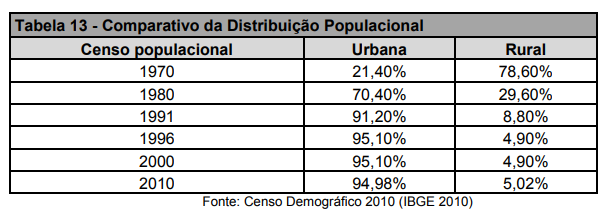 Tabela 13 - Comparativo da Distribuição Populacional
Censo populacional Urbana Rural
1970 21,40% 78,60%
1980 70,40% 29,60%
1991 91,20% 8,80%
1996 95,10% 4,90%
2000 95,10% 4,90%
2010 94,98% 5,02%
Fonte: Censo Demográfico 2010 (IBGE 2010)